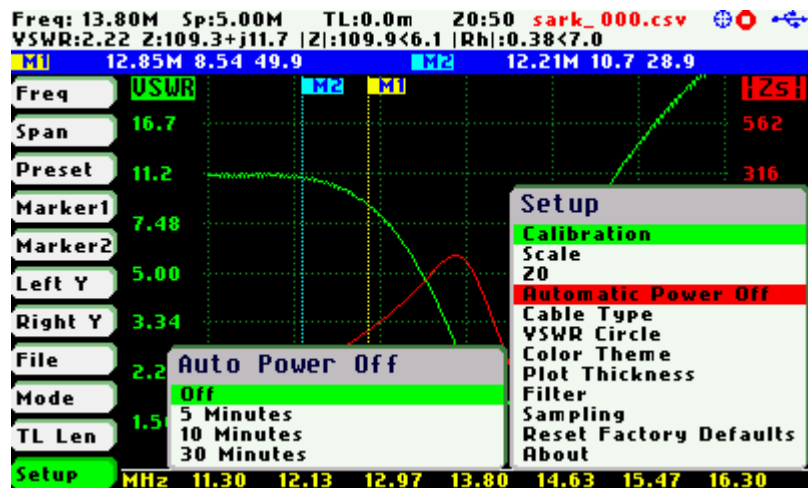 Freq: 13.80M Sp:5.00M TL:0.0m Z0:50 sark_000.csv
VSWR:2.22 Z:109.3+j11.7 |Z|:109.9<6.1 |Rh|:0.38<7.0
M1 12.85M 8.54 49.9 M2 12.21M 10.7 28.9
Freq
Span
Preset
Marker1
Marker2
Left Y
Right Y
File
Mode
TL Len
Setup
VSWR M2 M1 |Zs|
16.7 562
11.2 316
7.48
5.00
3.34
2.2
1.5
Setup
Calibration
Scale
Z0
Automatic Power Off
Cable Type
VSWR Circle
Color Theme
Plot Thickness
Filter
Sampling
Reset Factory Defaults
About
Auto Power Off
Off
5 Minutes
10 Minutes
30 Minutes
MHz 11.30 12.13 12.97 13.80 14.63 15.47 16.30